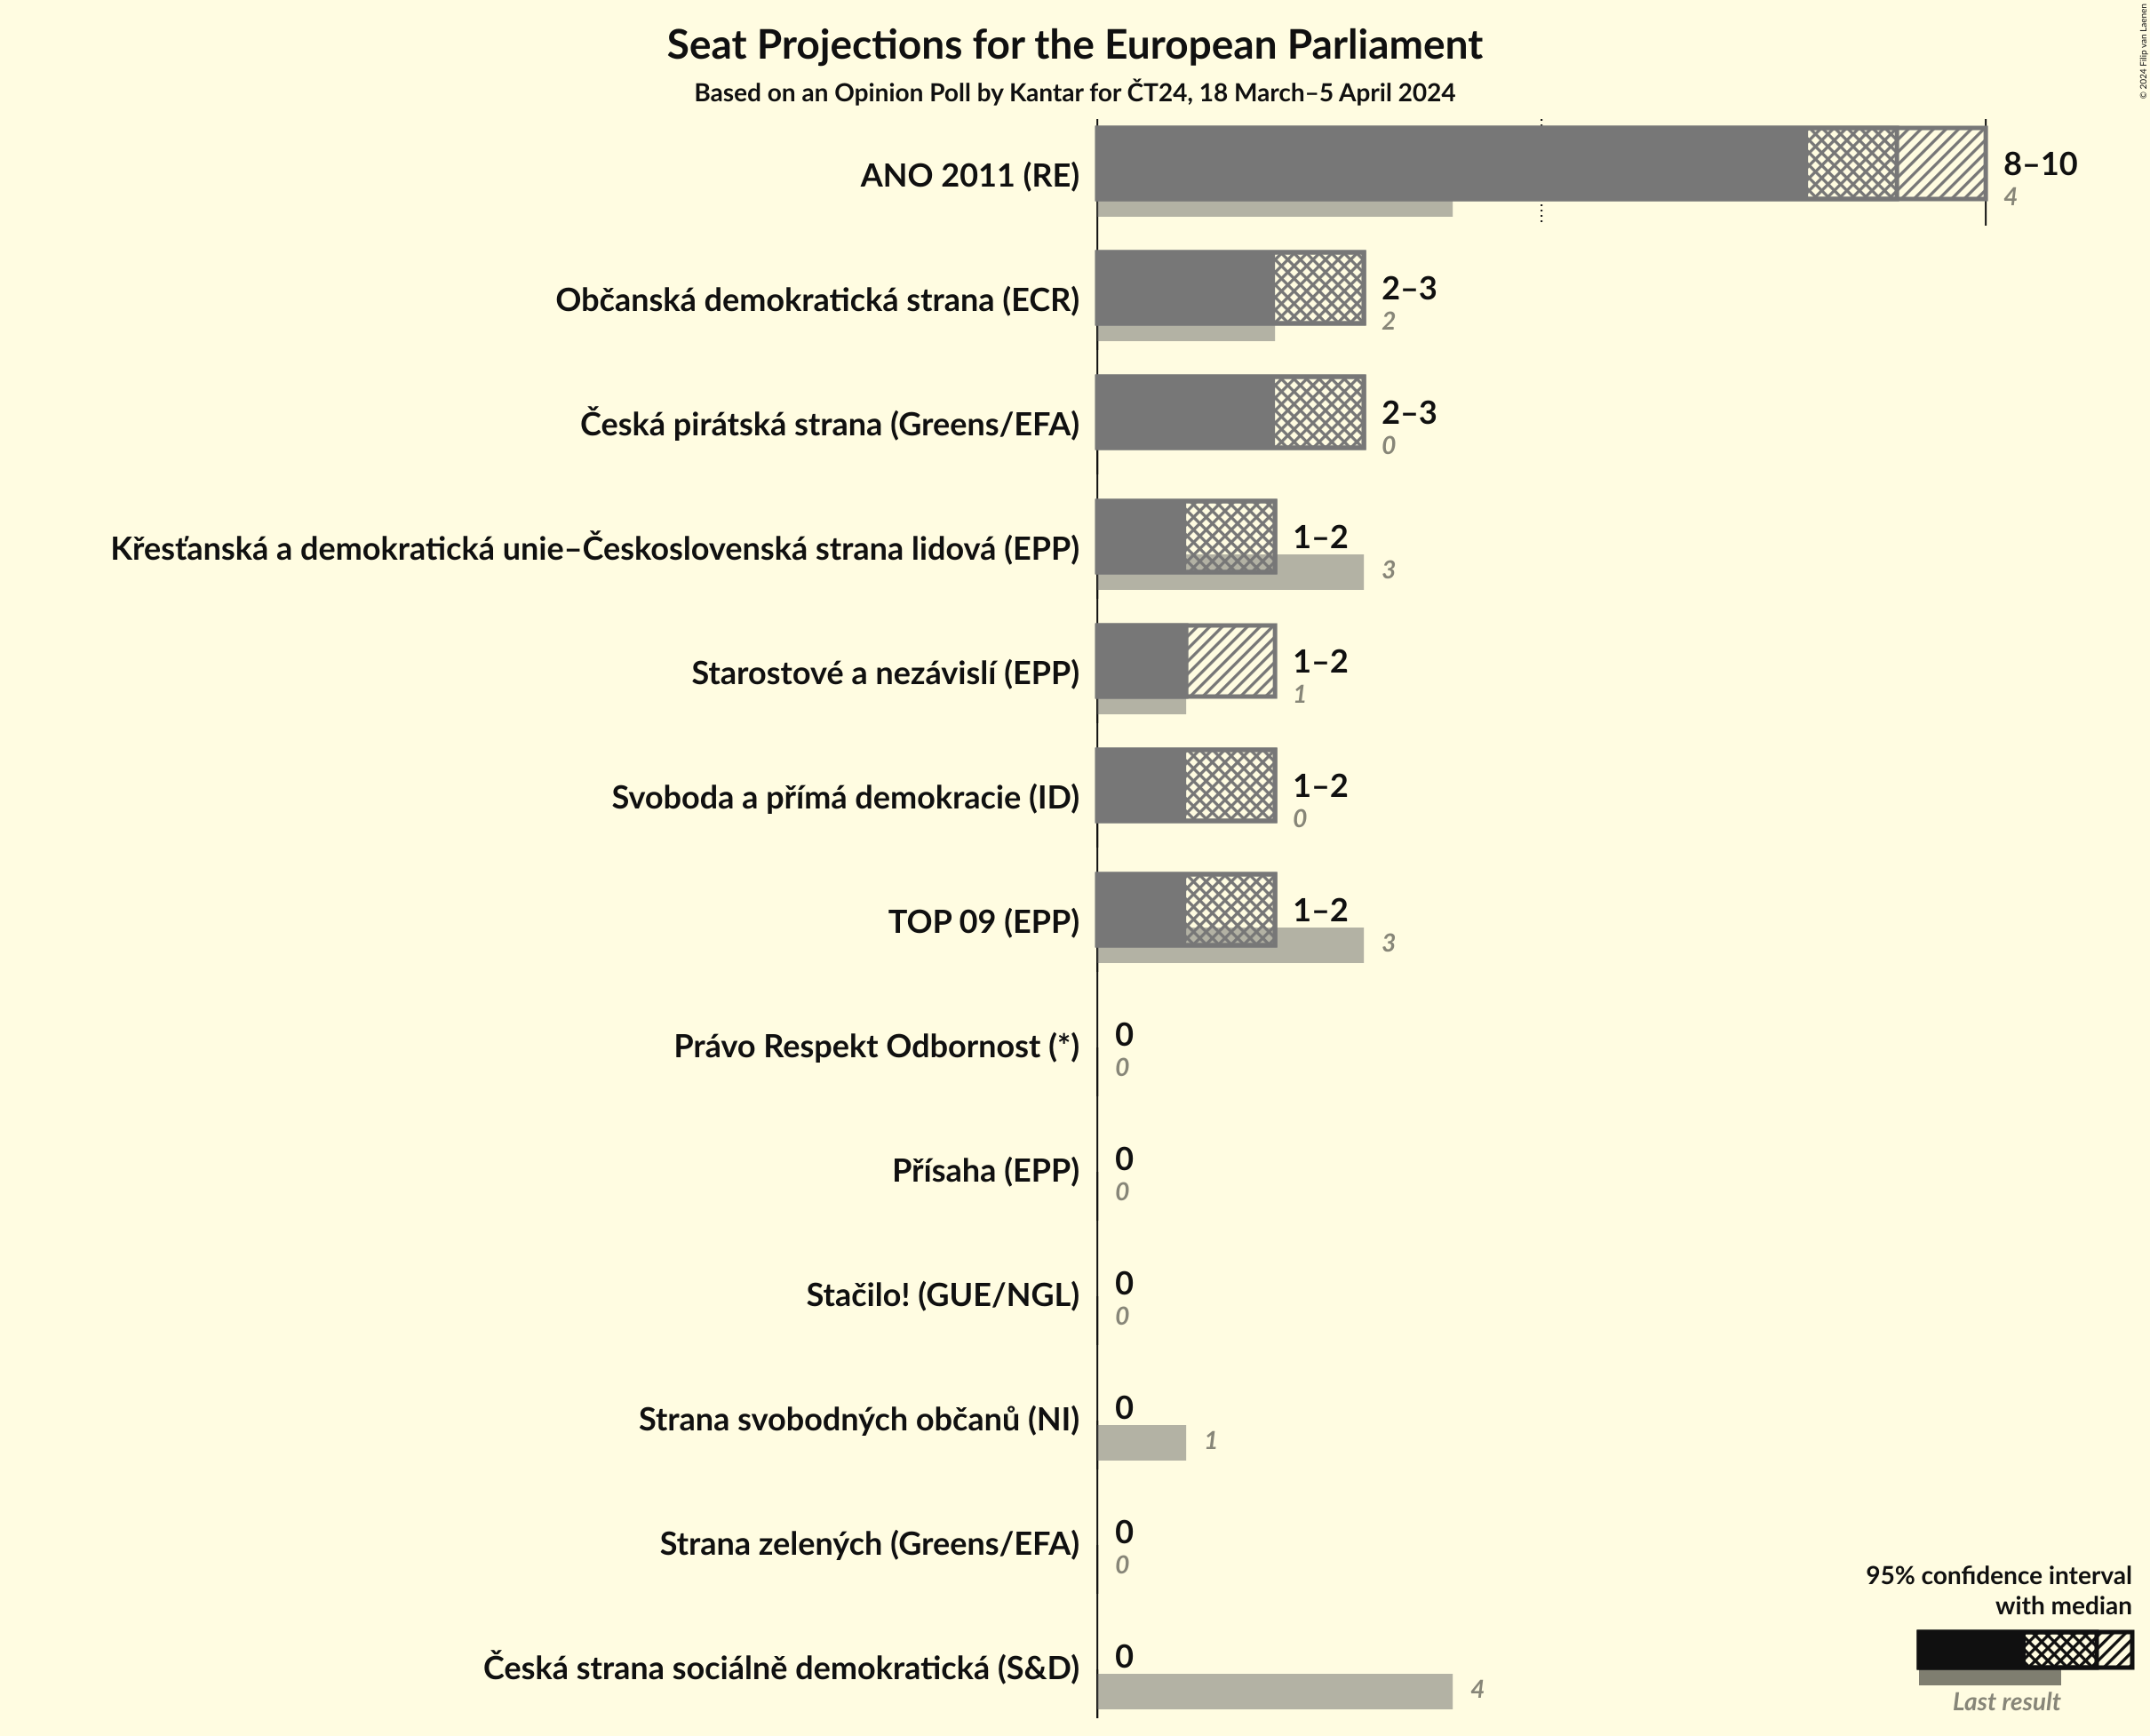 Seat Projections for the European Parliament
Based on an Opinion Poll by Kantar for ČT24, 18 March–5 April 2024
© 2024 Filip van Laenen
ANO 2011 (RE)
8–10
4
Občanská demokratická strana (ECR)
2–3
2
Česká pirátská strana (Greens/EFA)
2–3
0
Křesťanská a demokratická unie–Československá strana lidová (EPP)
1–2
3
Starostové a nezávislí (EPP)
1–2
1
Svoboda a přímá demokracie (ID)
1–2
0
TOP 09 (EPP)
1–2
3
Právo Respekt Odbornost (*)
0
0
Přísaha (EPP)
0
0
Stačilo! (GUE/NGL)
0
0
Strana svobodných občanů (NI)
0
1
Strana zelených (Greens/EFA)
0
0
Česká strana sociálně demokratická (S&D)
0
4
95% confidence interval
with median
Last result